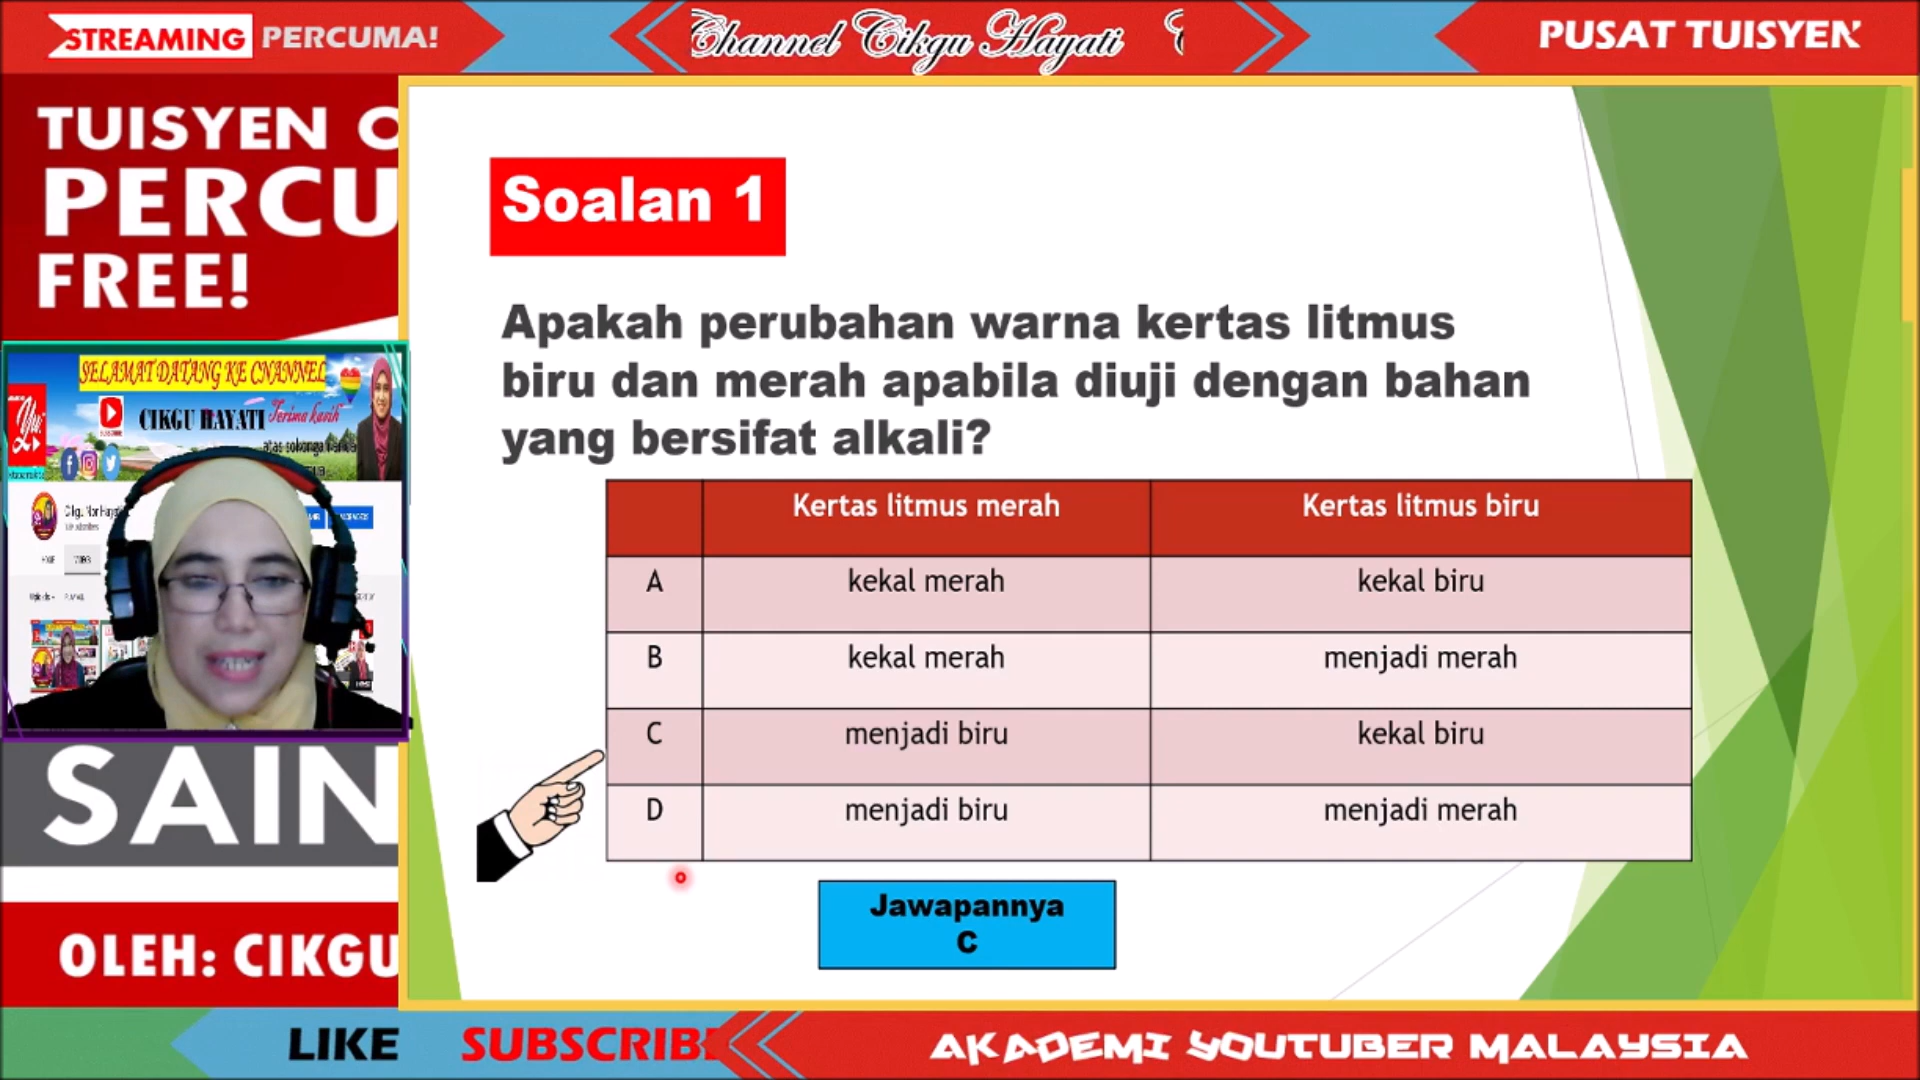 STREAMING PERCUMA!
Channel Cikgu Hayati
PUSAT TUISYEN
TUISYEN
PERCU
FREE!
SELAMAT DATANG KE CNANNEL
CIKGU HAYATI Terima kasih
SAIN
OLEH: CIKGU
Soalan 1
Apakah perubahan warna kertas litmus
biru dan merah apabila diuji dengan bahan
yang bersifat alkali?
Kertas litmus merah Kertas litmus biru
A kekal merah kekal biru
B kekal merah menjadi merah
C menjadi biru kekal biru
D menjadi biru menjadi merah
Jawapannya
C
LIKE SUBSCRIB
AKADEMI YOUTUBER MALAYSIA